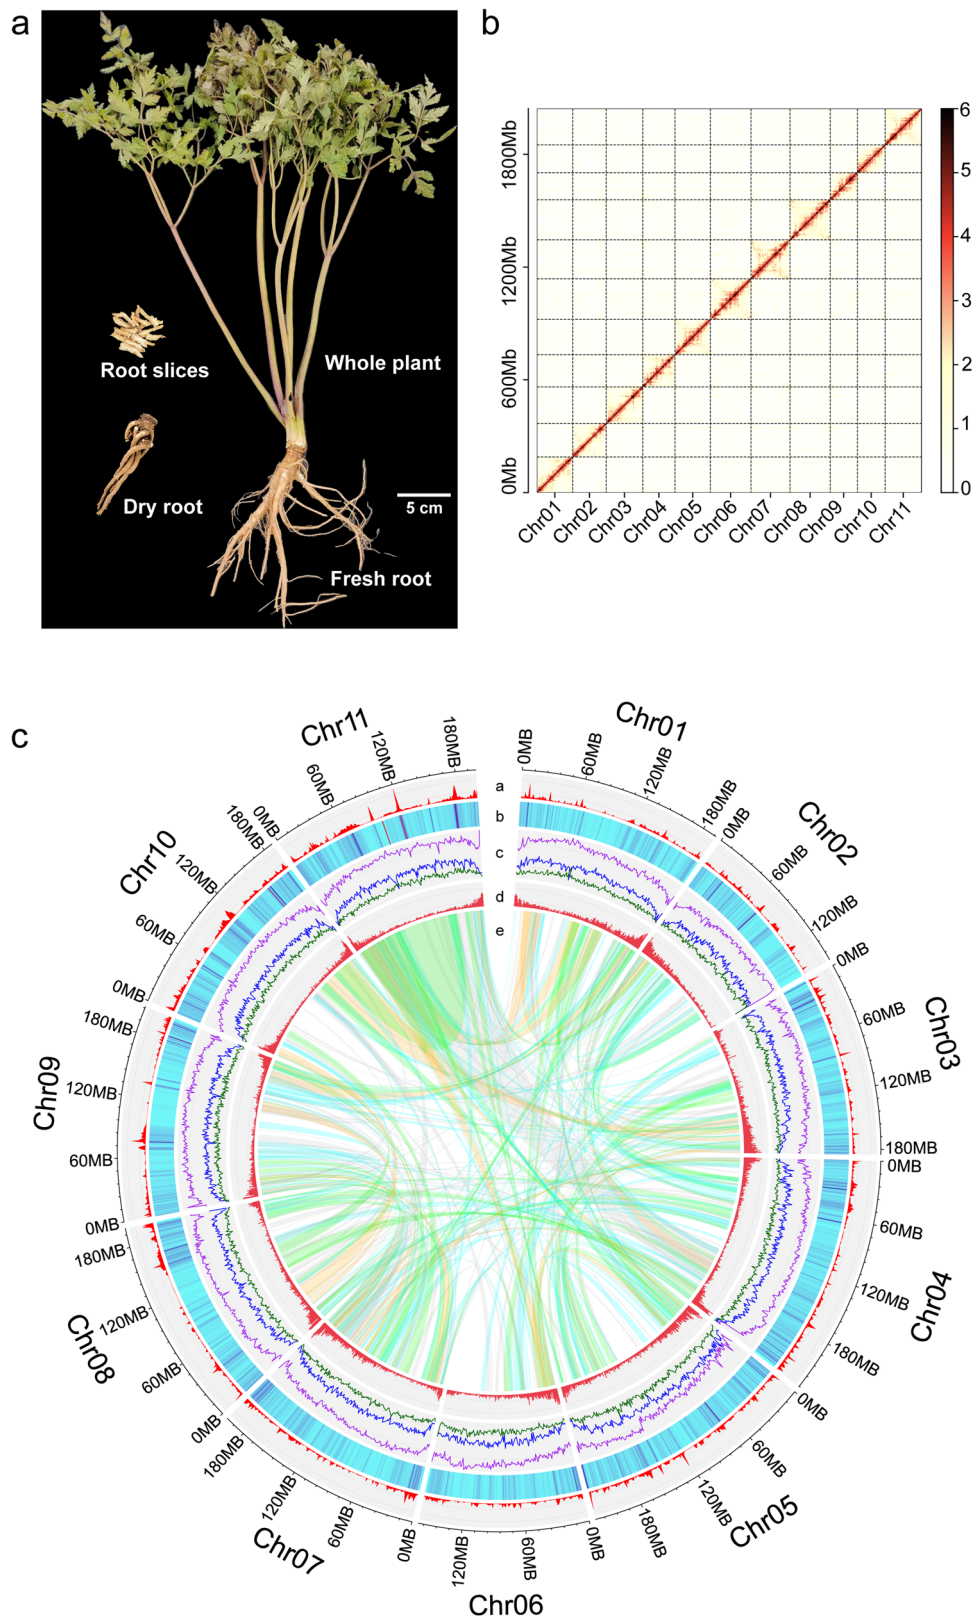 a
Root slices
Whole plant
Dry root
5 cm
Fresh root
b
1800Mb
1200Mb
600Mb
0Mb
Chr01
Chr02
Chr03
Chr04
Chr05
Chr06
Chr07
Chr08
Chr09
Chr10
Chr11
6
5
4
3
2
1
0
c
a
b
c
d
e
Chr01
0MB
60MB
120MB
180MB
Chr02
0MB
60MB
120MB
Chr03
0MB
60MB
120MB
180MB
Chr04
0MB
60MB
120MB
180MB
Chr05
0MB
60MB
120MB
180MB
Chr06
0MB
60MB
120MB
Chr07
0MB
60MB
120MB
180MB
Chr08
0MB
60MB
120MB
180MB
Chr09
0MB
60MB
120MB
180MB
Chr10
0MB
60MB
120MB
180MB
Chr11
0MB
60MB
120MB
180MB